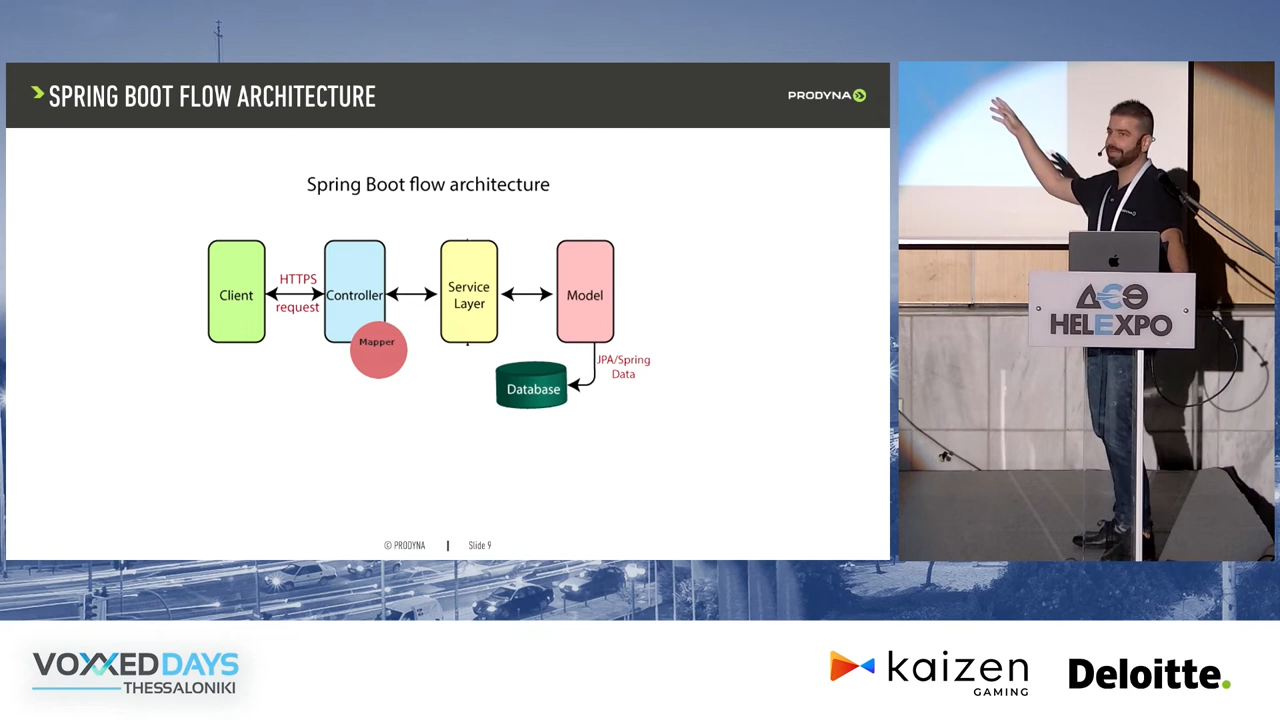 SPRING BOOT FLOW ARCHITECTURE
PRODYNA
Spring Boot flow architecture
Client
HTTPS
request
Controller
Mapper
Service
Layer
Model
JPA/Spring
Data
Database
© PRODYNA | Slide 9
ΔΕΘ
HELEXPO
VOXXED DAYS
THESSALONIKI
kaizen
GAMING
Deloitte.